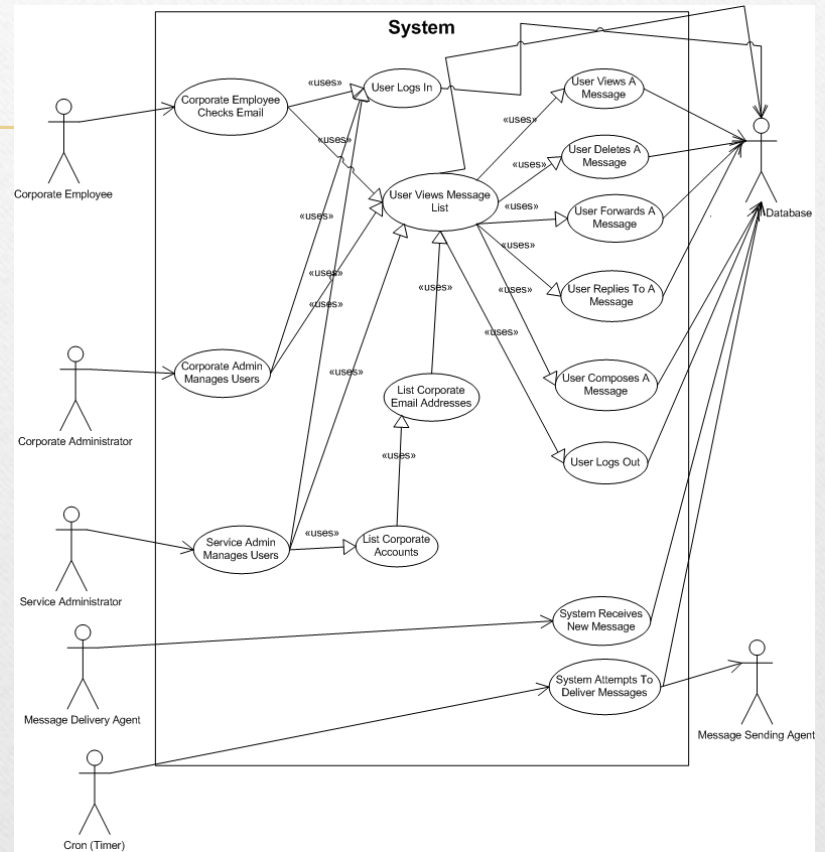 System
«uses»
User Logs In
User Views A
Message
Corporate Employee
Checks Email
«uses»
«uses»
User Deletes A
Message
«uses»
Corporate Employee
User Views Message
List
«uses»
User Forwards A
Message
Database
«uses»
«uses»
«uses»
«uses»
User Replies To A
Message
«uses»
«uses»
«uses»
Corporate Admin
Manages Users
«uses»
User Composes A
Message
List Corporate
Email Addresses
Corporate Administrator
«uses»
User Logs Out
Service Admin
Manages Users
«uses»
List Corporate
Accounts
Service Administrator
System Receives
New Message
Message Delivery Agent
System Attempts To
Deliver Messages
Message Sending Agent
Cron (Timer)